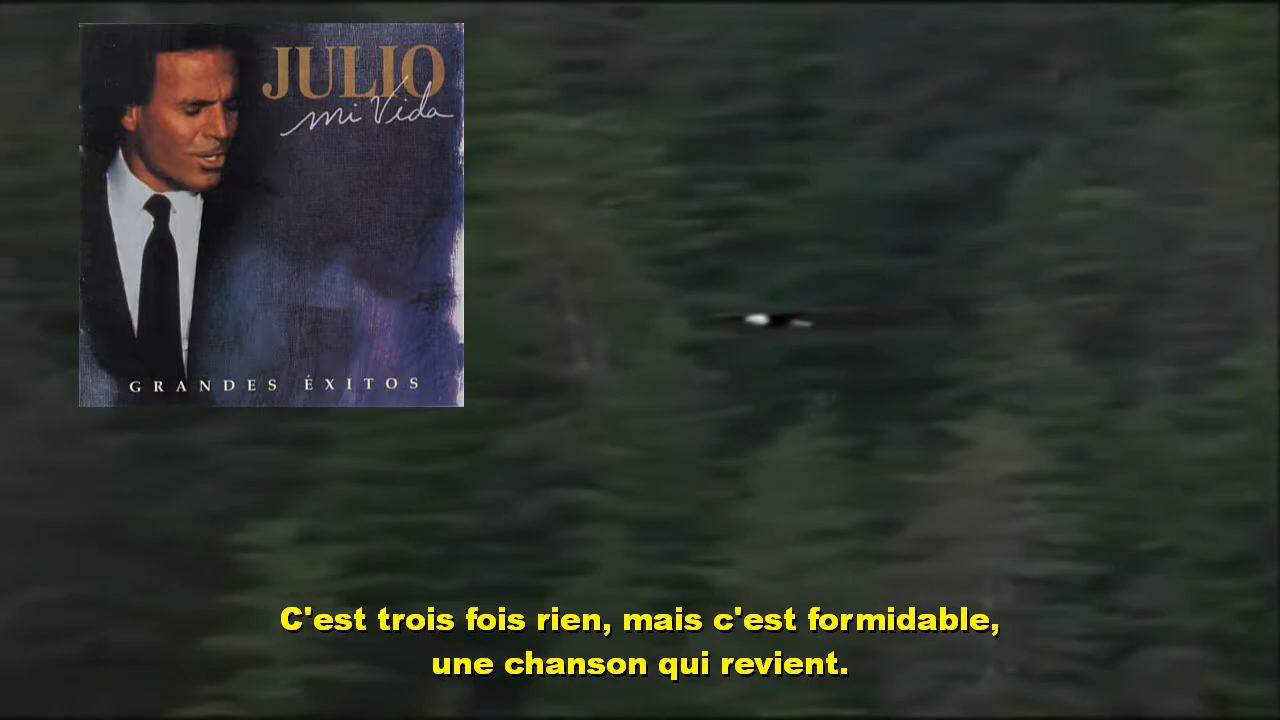 JULIO
mi Vida
GRANDES ÉXITOS
C'est trois fois rien, mais c'est formidable,
une chanson qui revient.